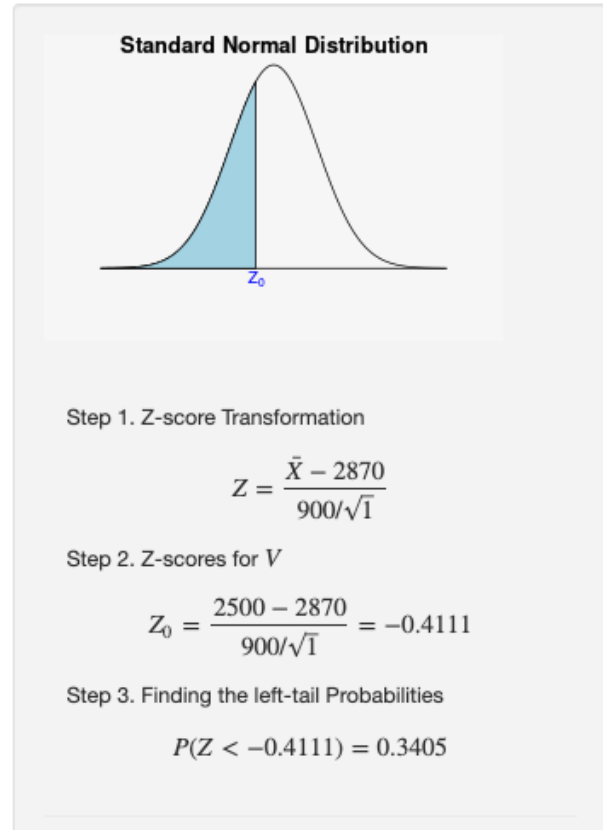 Standard Normal Distribution
Z₀
Step 1. Z-score Transformation
Z = (X̄ − 2870) / (900/√1)
Step 2. Z-scores for V
Z₀ = (2500 − 2870) / (900/√1) = −0.4111
Step 3. Finding the left-tail Probabilities
P(Z < −0.4111) = 0.3405